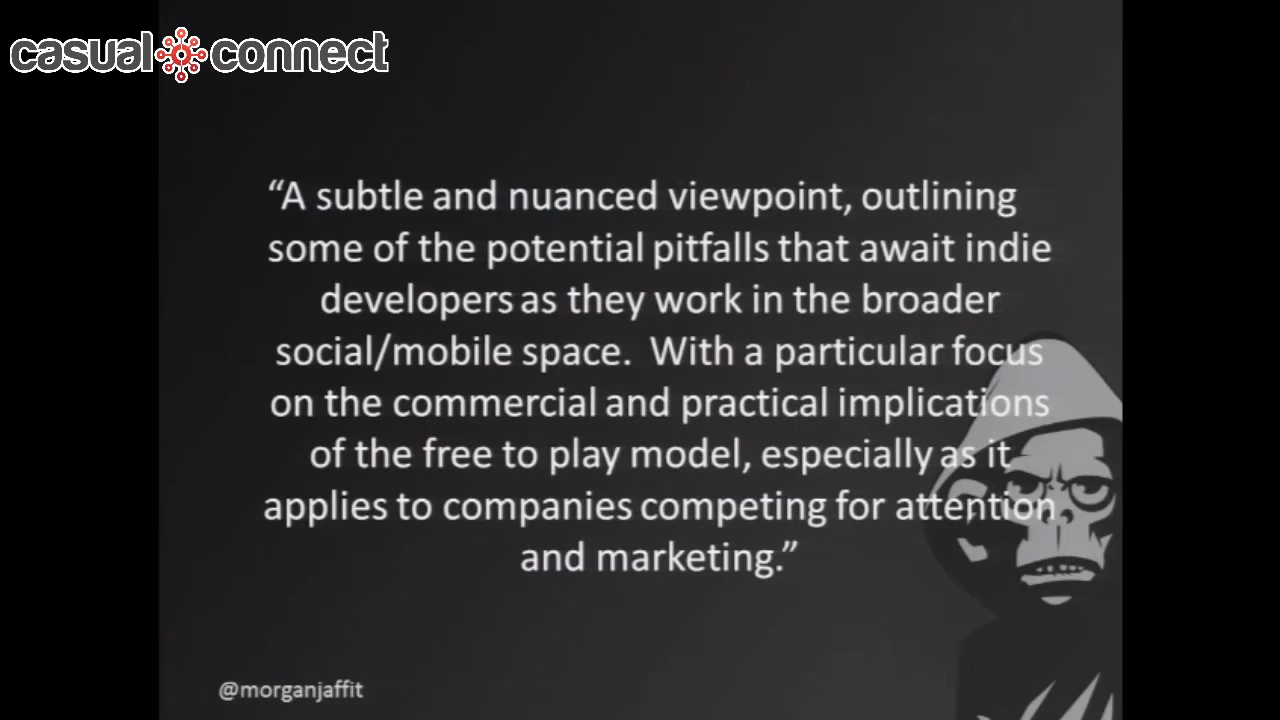 casual connect
“A subtle and nuanced viewpoint, outlining
some of the potential pitfalls that await indie
developers as they work in the broader
social/mobile space.  With a particular focus
on the commercial and practical implications
of the free to play model, especially as it
applies to companies competing for attention
and marketing.”
@morganjaffit